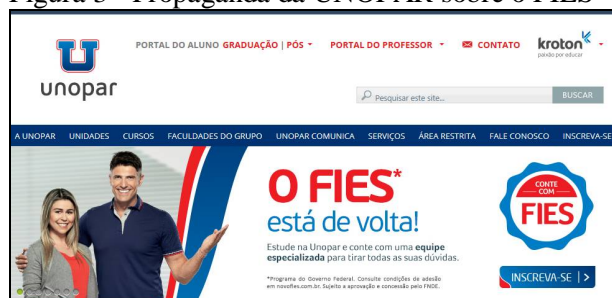 Figura 3 - Propaganda da UNOPAR sobre o FIES
PORTAL DO ALUNO GRADUAÇÃO | PÓS
PORTAL DO PROFESSOR
CONTATO
kroton
paixão por educar
unopar
Pesquisar este site...
BUSCAR
A UNOPAR UNIDADES CURSOS FACULDADES DO GRUPO UNOPAR COMUNICA SERVIÇOS ÁREA RESTRITA FALE CONOSCO INSCREVA-SE
O FIES*
está de volta!
Estude na Unopar e conte com uma equipe
especializada para tirar todas as suas dúvidas.
*Programa do Governo Federal. Consulte condições de adesão
em novofies.com.br. Sujeito a aprovação e concessão pelo FNDE.
CONTE
COM
FIES
INSCREVA-SE | >